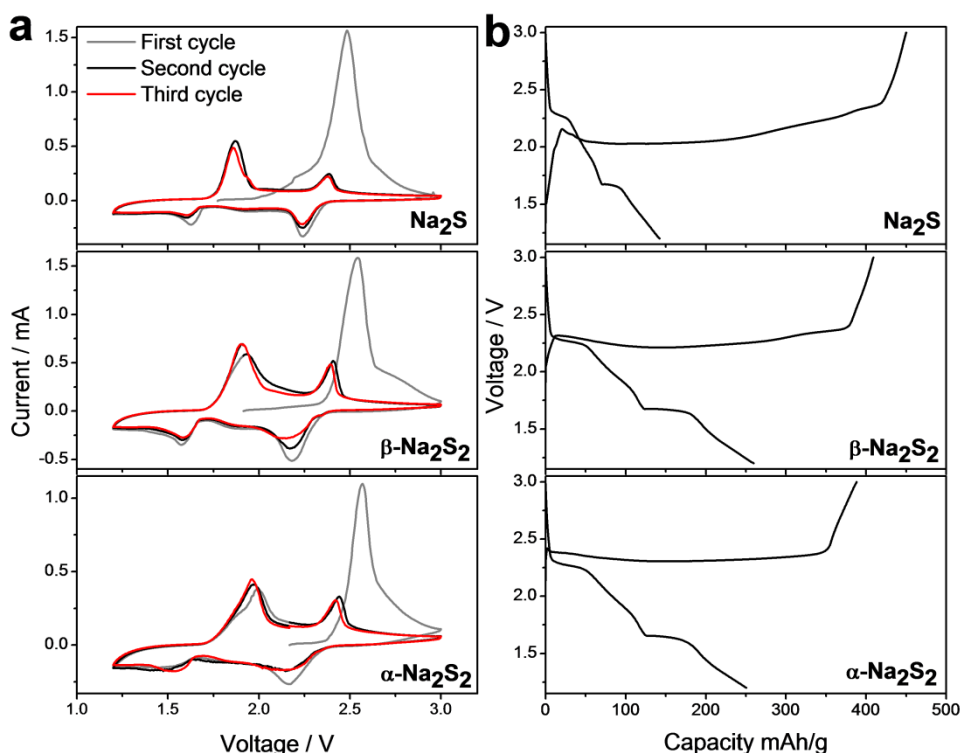 a
First cycle
Second cycle
Third cycle
1.5
1.0
0.5
0.0
Na2S
1.5
1.0
0.5
0.0
-0.5
β-Na2S2
1.0
0.5
0.0
α-Na2S2
1.0 1.5 2.0 2.5 3.0
Current / mA
Voltage / V
b
3.0
2.5
2.0
1.5
Na2S
3.0
2.5
2.0
1.5
β-Na2S2
3.0
2.5
2.0
1.5
α-Na2S2
0 100 200 300 400 500
Voltage / V
Capacity mAh/g